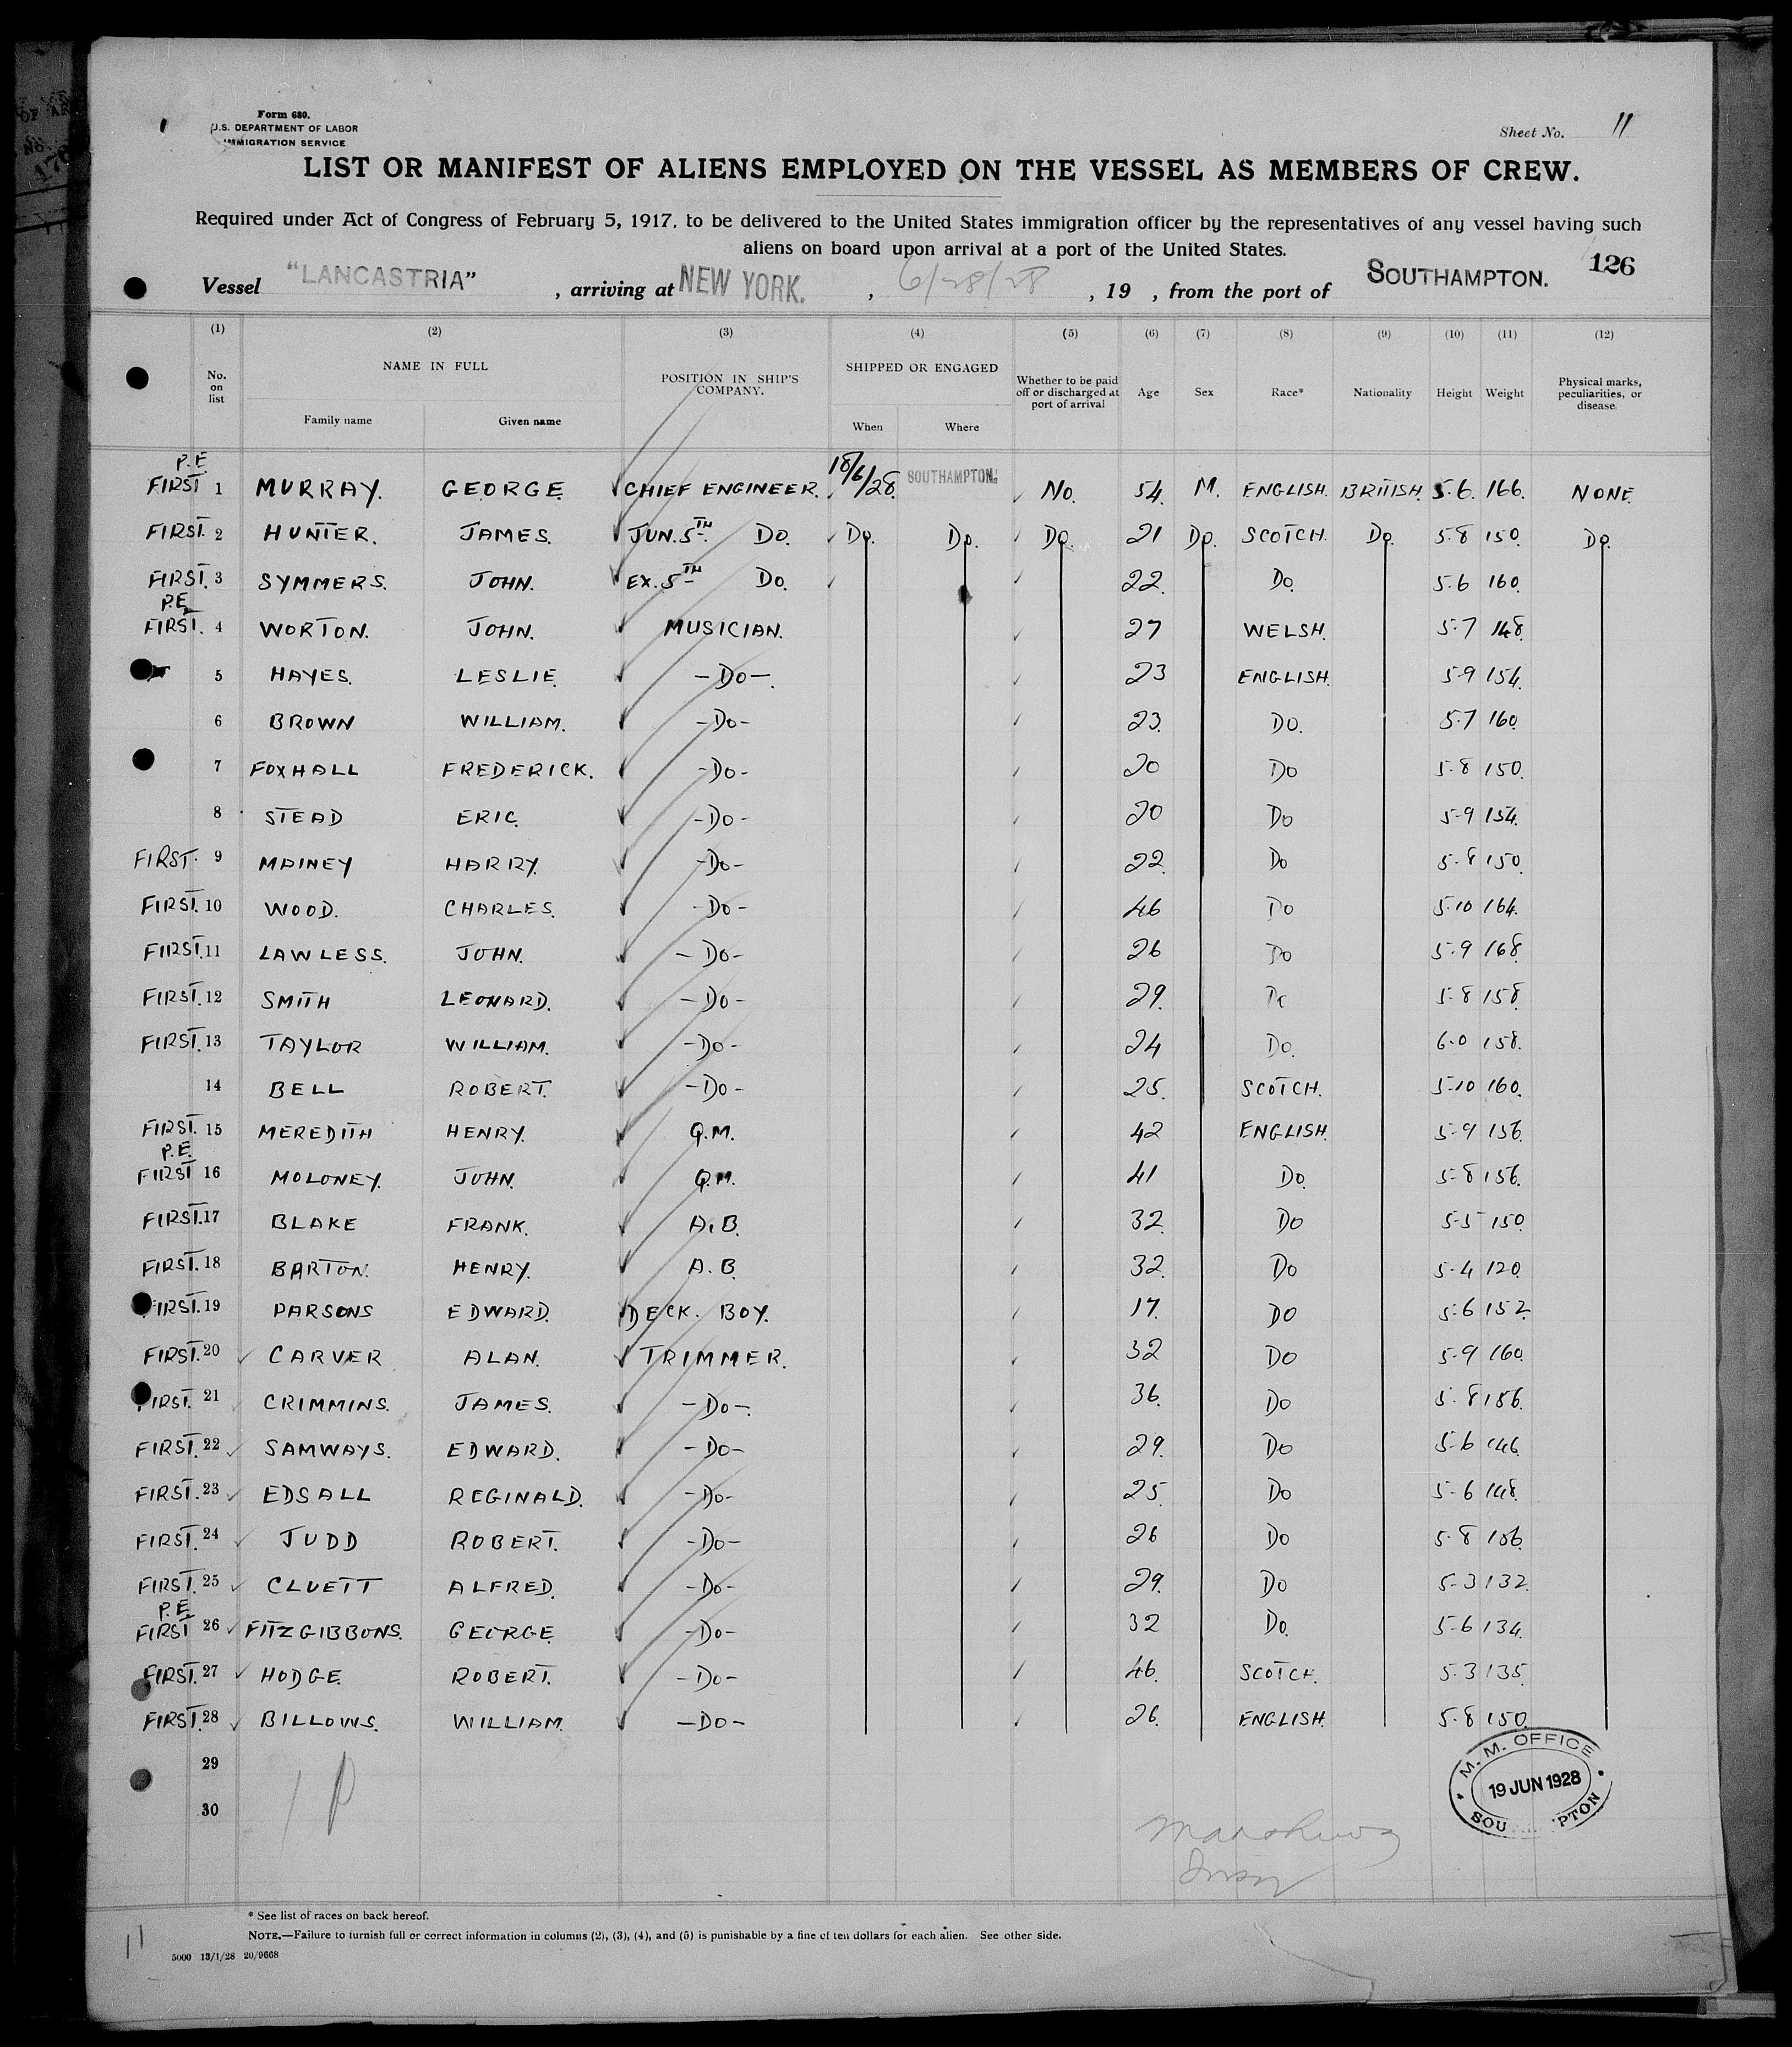 Form 680.
U.S. DEPARTMENT OF LABOR
IMMIGRATION SERVICE
Sheet No. 11
LIST OR MANIFEST OF ALIENS EMPLOYED ON THE VESSEL AS MEMBERS OF CREW.
Required under Act of Congress of February 5, 1917, to be delivered to the United States immigration officer by the representatives of any vessel having such
aliens on board upon arrival at a port of the United States.
126
Vessel "LANCASTRIA" , arriving at NEW YORK. , 6/28/28 , 19 , from the port of SOUTHAMPTON.
(1) (2) (3) (4) (5) (6) (7) (8) (9) (10) (11) (12)
No. on list NAME IN FULL Family name Given name POSITION IN SHIP'S COMPANY. SHIPPED OR ENGAGED When Where Whether to be paid off or discharged at port of arrival Age Sex Race* Nationality Height Weight Physical marks, peculiarities, or disease
P.E.
FIRST 1 MURRAY. GEORGE. CHIEF ENGINEER. 18/6/28. SOUTHAMPTON. No. 54. M. ENGLISH. BRITISH. 5.6. 166. NONE.
FIRST. 2 HUNTER. JAMES. JUN. 5TH. Do. Do. Do. Do. 21 Do. SCOTCH. Do. 5.8 150. Do.
FIRST. 3 SYMMERS. JOHN. EX. 5TH Do. 22. Do. 5.6 160.
P.E.
FIRST. 4 WORTON. JOHN. MUSICIAN. 27 WELSH. 5.7 148.
5 HAYES. LESLIE. -Do-. 23 ENGLISH. 5.9 154.
6 BROWN WILLIAM. -Do- 23. DO. 5.7 160.
7 FOXHALL FREDERICK. -Do- 20 Do 5.8 150.
8 STEAD ERIC. -Do- 20 Do 5-9 154.
FIRST. 9 MAINEY HARRY. -Do- 22. Do 5.8 150.
FIRST. 10 WOOD. CHARLES. -Do- 46 Do 5.10 164.
FIRST. 11 LAWLESS. JOHN. -Do- 26 Do 5.9 168.
FIRST. 12 SMITH LEONARD. -Do- 29. Do 5.8 158.
FIRST. 13 TAYLOR WILLIAM. -Do- 24 Do. 6.0 158.
14 BELL ROBERT. -Do- 25. SCOTCH. 5-10 160.
FIRST. 15 MEREDITH HENRY. Q.M. 42 ENGLISH. 5.9 156.
P.E.
FIRST 16 MOLONEY. JOHN. Q.M. 41 Do. 5-8 156.
FIRST. 17 BLAKE FRANK. A.B. 32. Do 5.5 150.
FIRST. 18 BARTON. HENRY. A.B. 32. Do 5.4 120.
FIRST. 19 PARSONS EDWARD. DECK. BOY. 17. DO 5.6 152
FIRST. 20 CARVER ALAN. TRIMMER. 32 DO 5.9 160.
FIRST. 21 CRIMMINS. JAMES. -Do-. 36. Do 5.8 156.
FIRST. 22 SAMWAYS. EDWARD. -Do- 29. Do 5.6 146.
FIRST. 23 EDSALL REGINALD. -Do- 25. Do 5-6 148.
FIRST. 24 JUDD ROBERT. -Do- 26 Do 5.8 156.
FIRST. 25 CLUETT ALFRED. -Do- 29. Do 5-3 132.
P.E.
FIRST 26 FITZGIBBONS. GEORGE. -Do- 32 Do. 5.6 134.
FIRST. 27 HODGE. ROBERT. -Do- 46. SCOTCH. 5.3 135.
FIRST. 28 BILLOWS. WILLIAM. -Do- 26. ENGLISH. 5.8 150.
29
30
M. M. OFFICE
19 JUN 1928
* See list of races on back hereof.
NOTE.—Failure to furnish full or correct information in columns (2), (3), (4), and (5) is punishable by a fine of ten dollars for each alien. See other side.
11
5000 13/1/28 20/9668